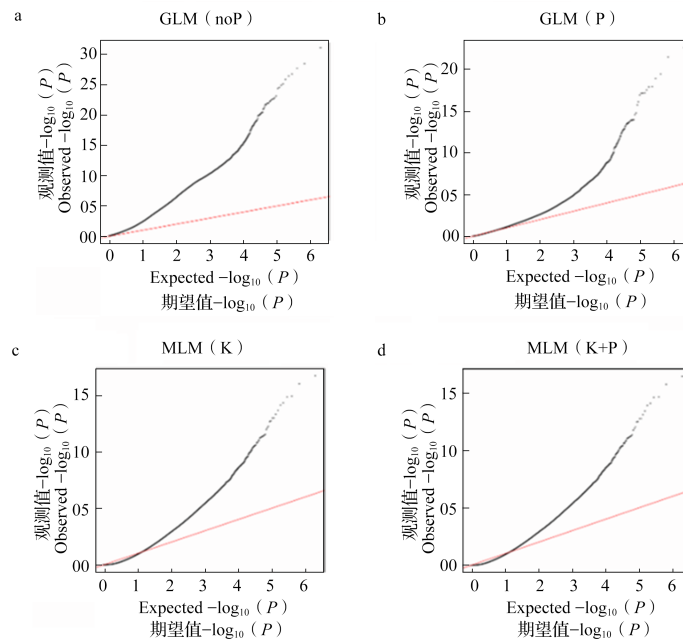 a
GLM（noP）
观测值−log₁₀（P）
Observed −log₁₀（P）
30
25
20
15
10
05
00
0 1 2 3 4 5 6
Expected −log₁₀（P）
期望值−log₁₀（P）
b
GLM（P）
观测值−log₁₀（P）
Observed −log₁₀（P）
20
15
10
05
00
0 1 2 3 4 5 6
Expected −log₁₀（P）
期望值−log₁₀（P）
c
MLM（K）
观测值−log₁₀（P）
Observed −log₁₀（P）
15
10
05
00
0 1 2 3 4 5 6
Expected −log₁₀（P）
期望值−log₁₀（P）
d
MLM（K+P）
观测值−log₁₀（P）
Observed −log₁₀（P）
15
10
05
00
0 1 2 3 4 5 6
Expected −log₁₀（P）
期望值−log₁₀（P）